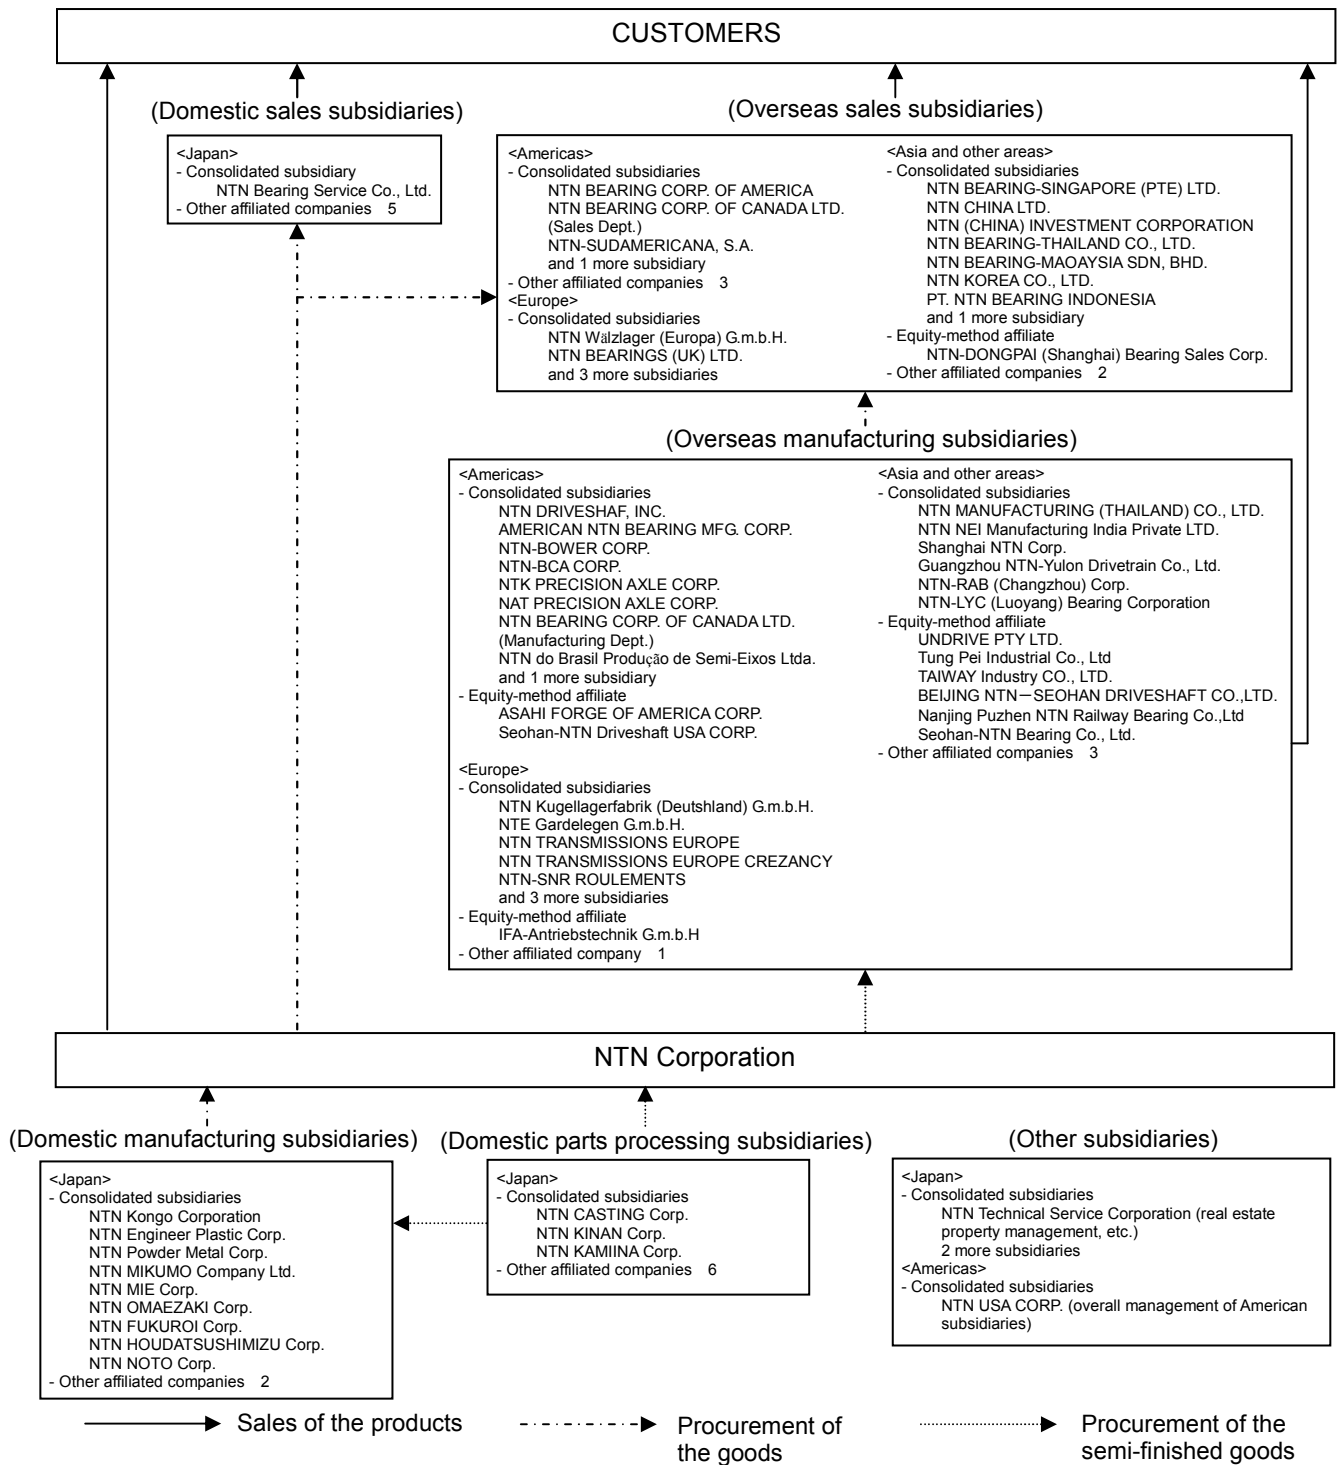 CUSTOMERS
(Domestic sales subsidiaries)
(Overseas sales subsidiaries)
<Japan>
- Consolidated subsidiary
NTN Bearing Service Co., Ltd.
- Other affiliated companies 5
<Americas>
- Consolidated subsidiaries
NTN BEARING CORP. OF AMERICA
NTN BEARING CORP. OF CANADA LTD.
(Sales Dept.)
NTN-SUDAMERICANA, S.A.
and 1 more subsidiary
- Other affiliated companies 3
<Europe>
- Consolidated subsidiaries
NTN Wälzlager (Europa) G.m.b.H.
NTN BEARINGS (UK) LTD.
and 3 more subsidiaries
<Asia and other areas>
- Consolidated subsidiaries
NTN BEARING-SINGAPORE (PTE) LTD.
NTN CHINA LTD.
NTN (CHINA) INVESTMENT CORPORATION
NTN BEARING-THAILAND CO., LTD.
NTN BEARING-MAOAYSIA SDN, BHD.
NTN KOREA CO., LTD.
PT. NTN BEARING INDONESIA
and 1 more subsidiary
- Equity-method affiliate
NTN-DONGPAI (Shanghai) Bearing Sales Corp.
- Other affiliated companies 2
(Overseas manufacturing subsidiaries)
<Americas>
- Consolidated subsidiaries
NTN DRIVESHAF, INC.
AMERICAN NTN BEARING MFG. CORP.
NTN-BOWER CORP.
NTN-BCA CORP.
NTK PRECISION AXLE CORP.
NAT PRECISION AXLE CORP.
NTN BEARING CORP. OF CANADA LTD.
(Manufacturing Dept.)
NTN do Brasil Produção de Semi-Eixos Ltda.
and 1 more subsidiary
- Equity-method affiliate
ASAHI FORGE OF AMERICA CORP.
Seohan-NTN Driveshaft USA CORP.
<Europe>
- Consolidated subsidiaries
NTN Kugellagerfabrik (Deutshland) G.m.b.H.
NTE Gardelegen G.m.b.H.
NTN TRANSMISSIONS EUROPE
NTN TRANSMISSIONS EUROPE CREZANCY
NTN-SNR ROULEMENTS
and 3 more subsidiaries
- Equity-method affiliate
IFA-Antriebstechnik G.m.b.H
- Other affiliated company 1
<Asia and other areas>
- Consolidated subsidiaries
NTN MANUFACTURING (THAILAND) CO., LTD.
NTN NEI Manufacturing India Private LTD.
Shanghai NTN Corp.
Guangzhou NTN-Yulon Drivetrain Co., Ltd.
NTN-RAB (Changzhou) Corp.
NTN-LYC (Luoyang) Bearing Corporation
- Equity-method affiliate
UNDRIVE PTY LTD.
Tung Pei Industrial Co., Ltd
TAIWAY Industry CO., LTD.
BEIJING NTN－SEOHAN DRIVESHAFT CO.,LTD.
Nanjing Puzhen NTN Railway Bearing Co.,Ltd
Seohan-NTN Bearing Co., Ltd.
- Other affiliated companies 3
NTN Corporation
(Domestic manufacturing subsidiaries)
(Domestic parts processing subsidiaries)
(Other subsidiaries)
<Japan>
- Consolidated subsidiaries
NTN Kongo Corporation
NTN Engineer Plastic Corp.
NTN Powder Metal Corp.
NTN MIKUMO Company Ltd.
NTN MIE Corp.
NTN OMAEZAKI Corp.
NTN FUKUROI Corp.
NTN HOUDATSUSHIMIZU Corp.
NTN NOTO Corp.
- Other affiliated companies 2
<Japan>
- Consolidated subsidiaries
NTN CASTING Corp.
NTN KINAN Corp.
NTN KAMIINA Corp.
- Other affiliated companies 6
<Japan>
- Consolidated subsidiaries
NTN Technical Service Corporation (real estate
property management, etc.)
2 more subsidiaries
<Americas>
- Consolidated subsidiaries
NTN USA CORP. (overall management of American
subsidiaries)
Sales of the products
Procurement of
the goods
Procurement of the
semi-finished goods